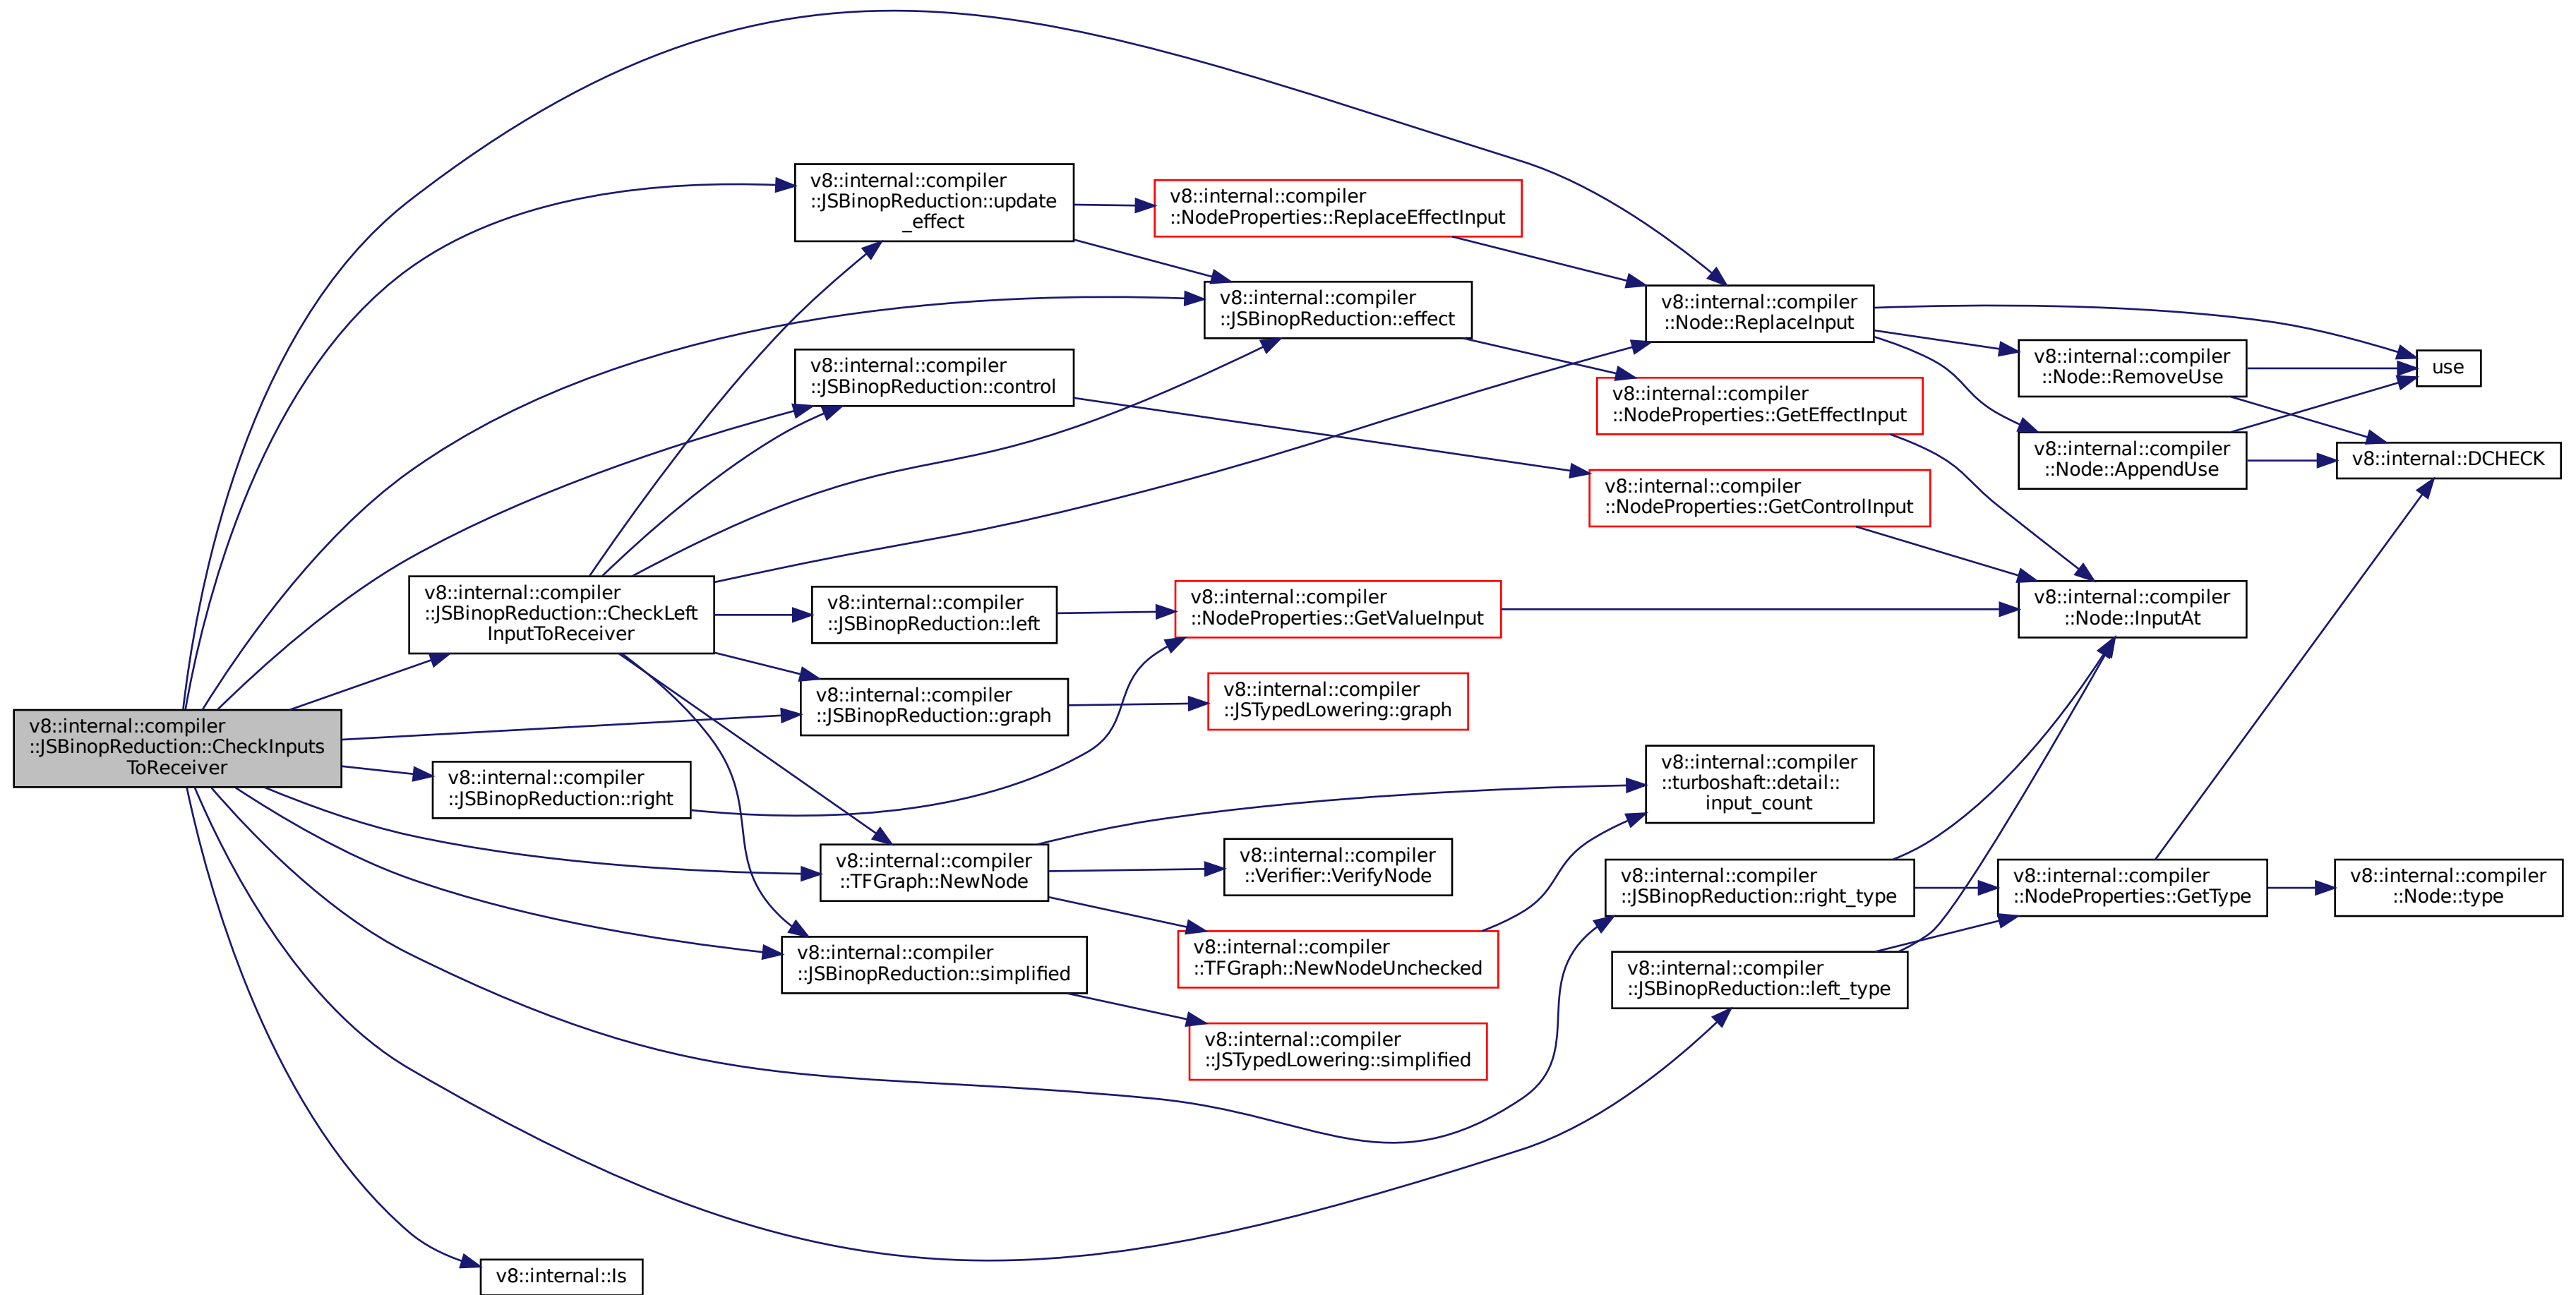 v8::internal::compiler
::JSBinopReduction::CheckInputs
ToReceiver
v8::internal::compiler
::JSBinopReduction::CheckLeft
InputToReceiver
v8::internal::compiler
::JSBinopReduction::right
v8::internal::Is
v8::internal::compiler
::JSBinopReduction::update
_effect
v8::internal::compiler
::JSBinopReduction::control
v8::internal::compiler
::JSBinopReduction::left
v8::internal::compiler
::JSBinopReduction::graph
v8::internal::compiler
::TFGraph::NewNode
v8::internal::compiler
::JSBinopReduction::simplified
v8::internal::compiler
::NodeProperties::ReplaceEffectInput
v8::internal::compiler
::JSBinopReduction::effect
v8::internal::compiler
::NodeProperties::GetValueInput
v8::internal::compiler
::JSTypedLowering::graph
v8::internal::compiler
::Verifier::VerifyNode
v8::internal::compiler
::TFGraph::NewNodeUnchecked
v8::internal::compiler
::JSTypedLowering::simplified
v8::internal::compiler
::Node::ReplaceInput
v8::internal::compiler
::NodeProperties::GetEffectInput
v8::internal::compiler
::NodeProperties::GetControlInput
v8::internal::compiler
::turboshaft::detail::
input_count
v8::internal::compiler
::JSBinopReduction::right_type
v8::internal::compiler
::JSBinopReduction::left_type
v8::internal::compiler
::Node::RemoveUse
v8::internal::compiler
::Node::AppendUse
v8::internal::compiler
::Node::InputAt
v8::internal::compiler
::NodeProperties::GetType
use
v8::internal::DCHECK
v8::internal::compiler
::Node::type